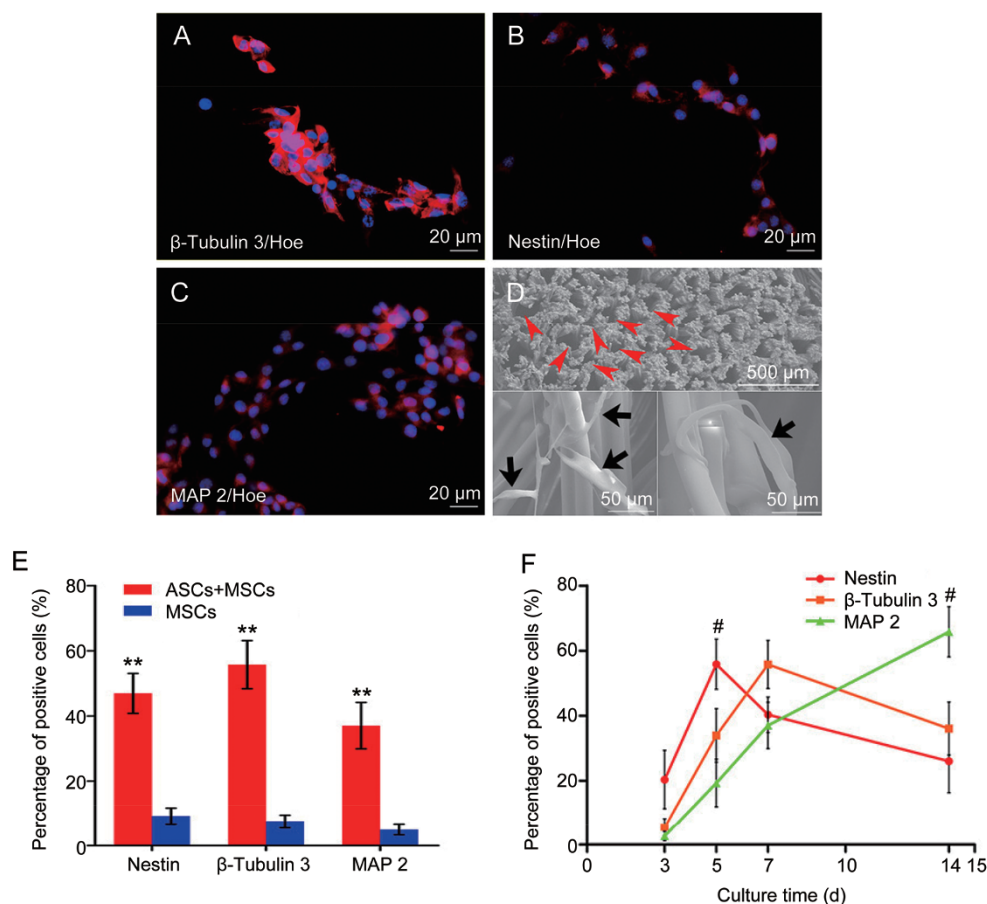 A
β-Tubulin 3/Hoe
20 μm
B
Nestin/Hoe
20 μm
C
MAP 2/Hoe
20 μm
D
500 μm
50 μm
50 μm
E
Percentage of positive cells (%)
80
60
40
20
0
ASCs+MSCs
MSCs
**
**
**
Nestin
β-Tubulin 3
MAP 2
F
Percentage of positive cells (%)
80
60
40
20
0
Nestin
β-Tubulin 3
MAP 2
#
#
0 3 5 7 10 14 15
Culture time (d)